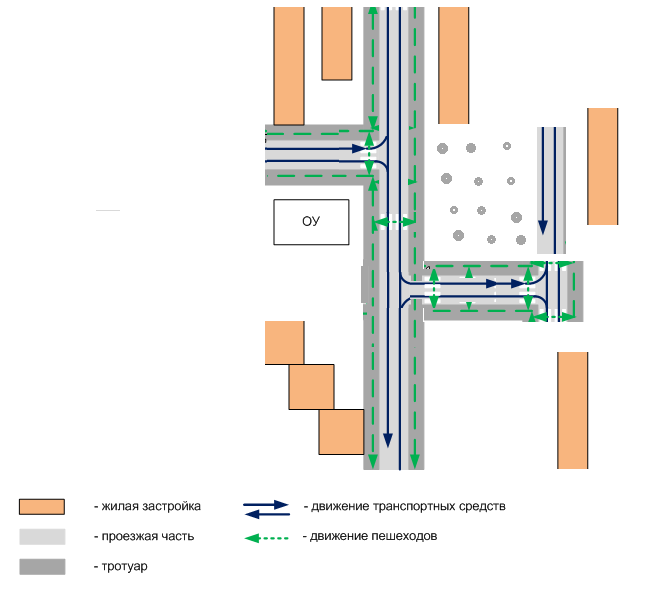 ОУ
- жилая застройка
- движение транспортных средств
- проезжая часть
- движение пешеходов
- тротуар